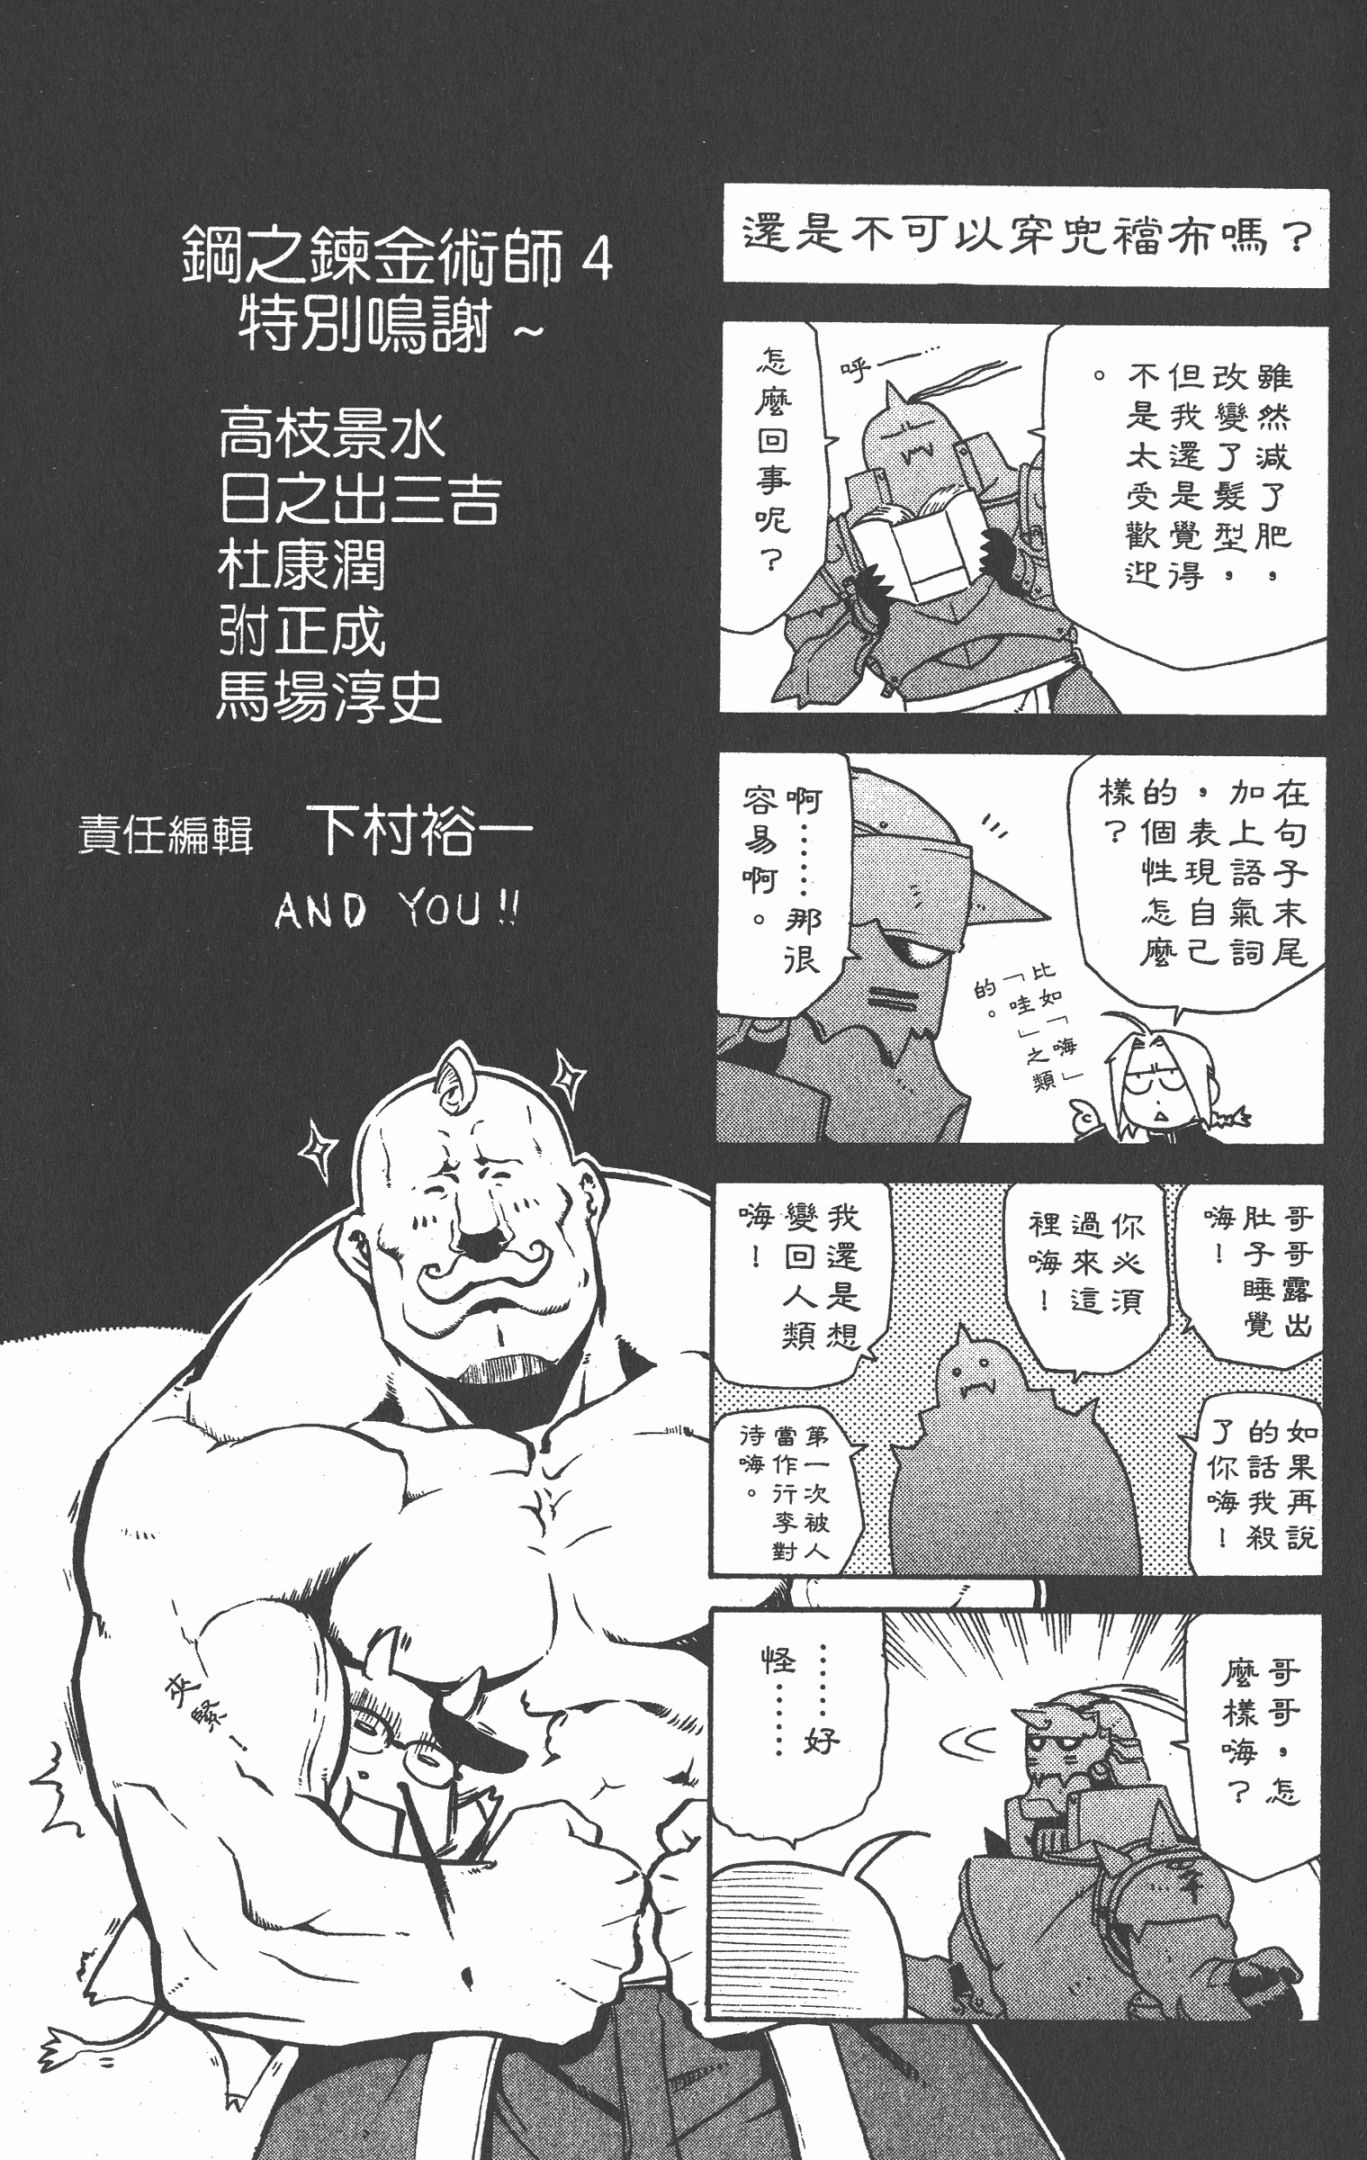 還是不可以穿兜襠布嗎？
雖然減了肥，
改變了髮型，
但我還是覺得
不是太受歡迎
。
呼——…
怎麼回事呢？
在句子末尾
加上語氣詞
，表現自己
的個性怎麼
樣？
比如「嗨」
「哇」之類
的。
啊……那很
容易啊。
哥哥露出
肚子睡覺
嗨！
你必須
過來這
裡嗨！
我還是想
變回人類
嗨！
如果再說
的話我殺
了你嗨！
第一次被人
當作行李對
待嗨。
哥哥，怎
麼樣嗨？
……好
怪……
鋼之鍊金術師 4
特別鳴謝～
高枝景水
日之出三吉
杜康潤
弣正成
馬場淳史
責任編輯 下村裕一
AND YOU!!
夾緊！